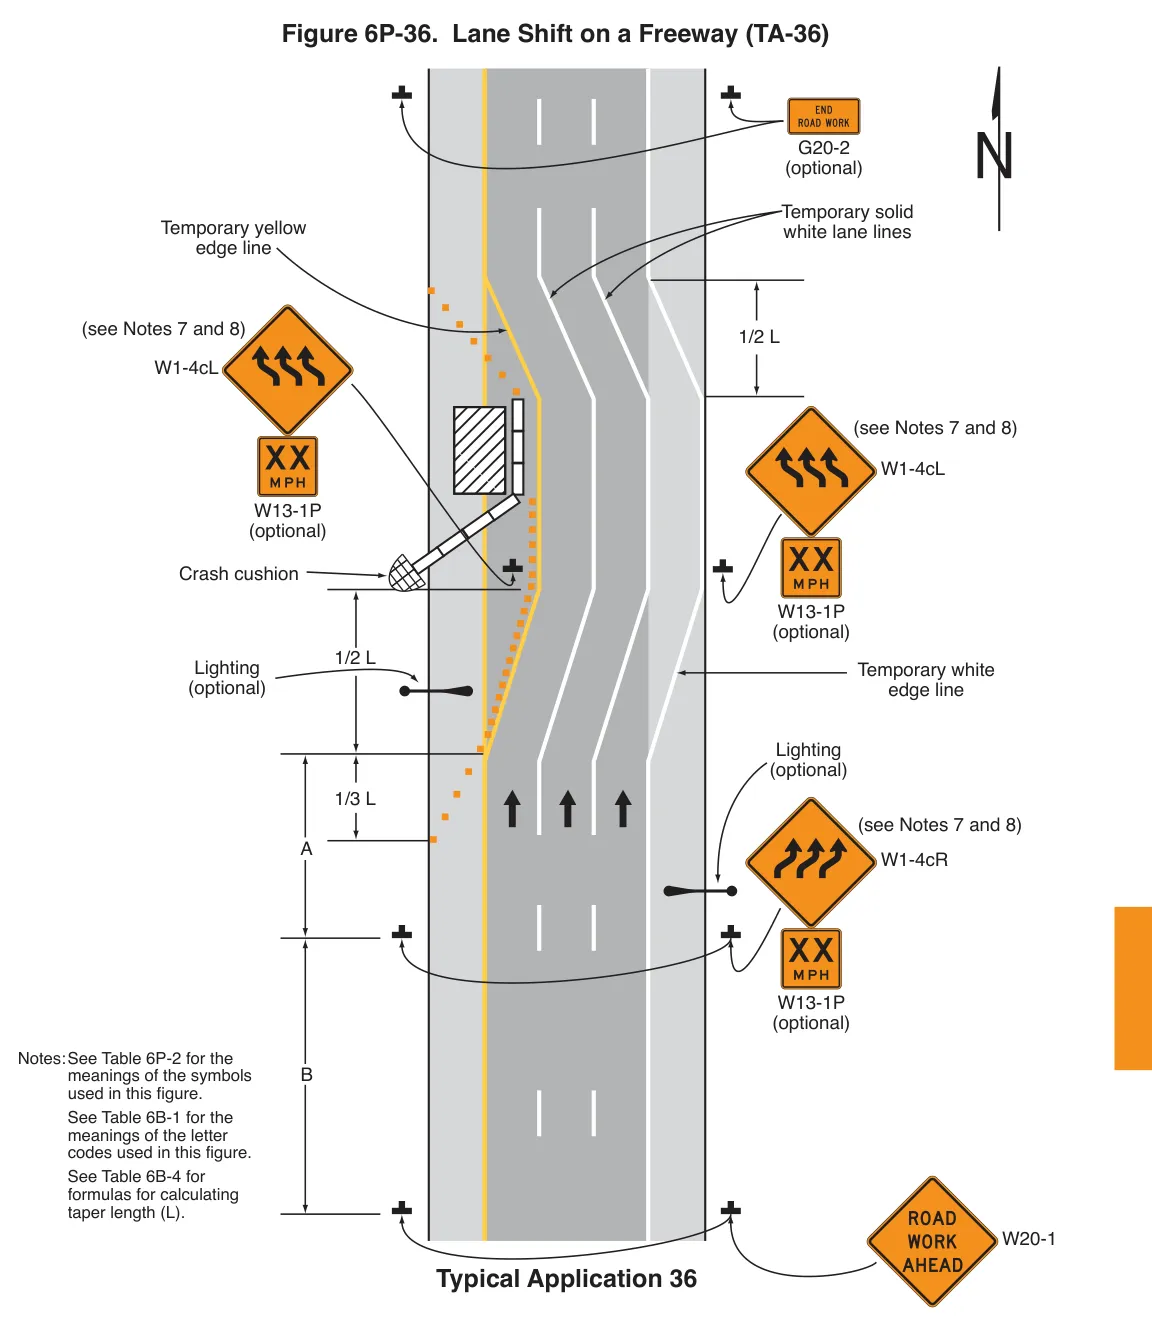 Figure 6P-36. Lane Shift on a Freeway (TA-36)
END
ROAD WORK
G20-2
(optional)
N
Temporary yellow
edge line
Temporary solid
white lane lines
(see Notes 7 and 8)
W1-4cL
XX
MPH
W13-1P
(optional)
1/2 L
(see Notes 7 and 8)
W1-4cL
XX
MPH
W13-1P
(optional)
Crash cushion
1/2 L
Lighting
(optional)
Temporary white
edge line
Lighting
(optional)
1/3 L
A
(see Notes 7 and 8)
W1-4cR
XX
MPH
W13-1P
(optional)
B
Notes: See Table 6P-2 for the
meanings of the symbols
used in this figure.
See Table 6B-1 for the
meanings of the letter
codes used in this figure.
See Table 6B-4 for
formulas for calculating
taper length (L).
ROAD
WORK
AHEAD
W20-1
Typical Application 36